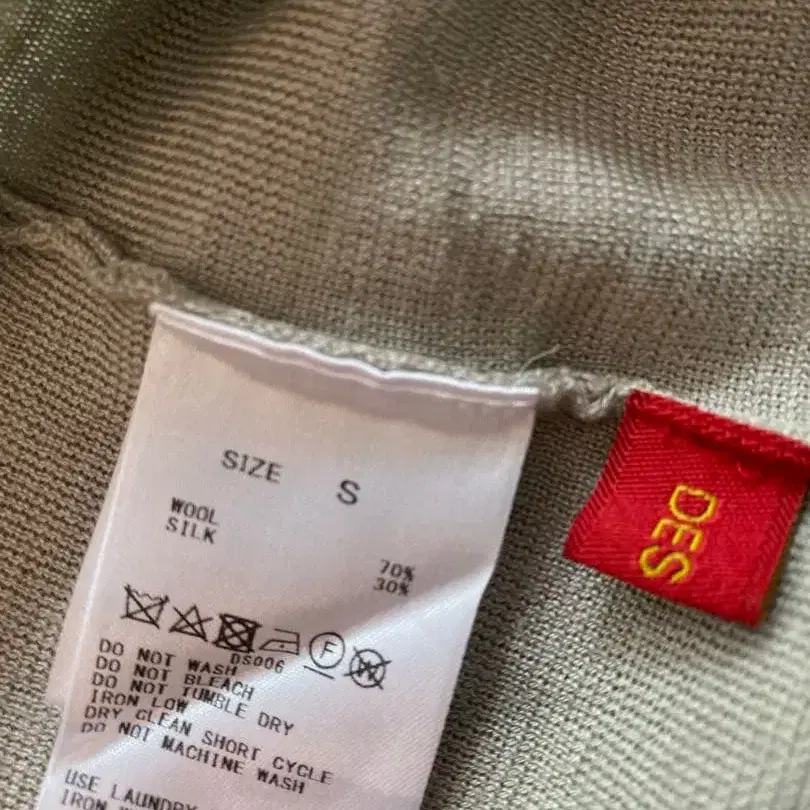 SIZE S
WOOL 70%
SILK 30%
F W
DS006
DO NOT WASH
DO NOT BLEACH
DO NOT TUMBLE DRY
IRON LOW
DRY CLEAN SHORT CYCLE
DO NOT MACHINE WASH
USE LAUNDRY
IRON
DES